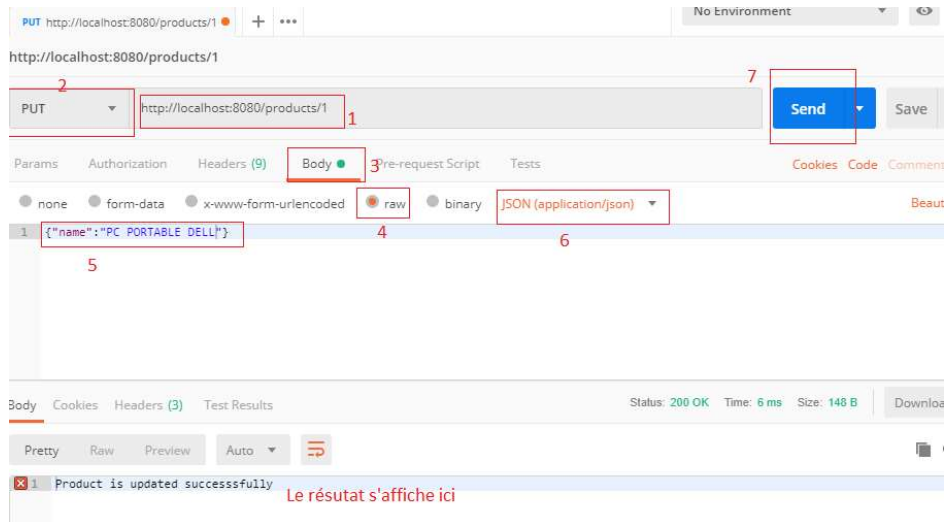 PUT http://localhost:8080/products/1 + •••
No Environment
http://localhost:8080/products/1
2
7
PUT http://localhost:8080/products/1 1 Send Save
Params Authorization Headers (9) Body 3 Pre-request Script Tests Cookies Code
none form-data x-www-form-urlencoded raw binary JSON (application/json)
4 6
1 {"name":"PC PORTABLE DELL"}
5
Body Cookies Headers (3) Test Results Status: 200 OK Time: 6 ms Size: 148 B
Pretty Raw Preview Auto
1 Product is updated successsfully
Le résutat s'affiche ici